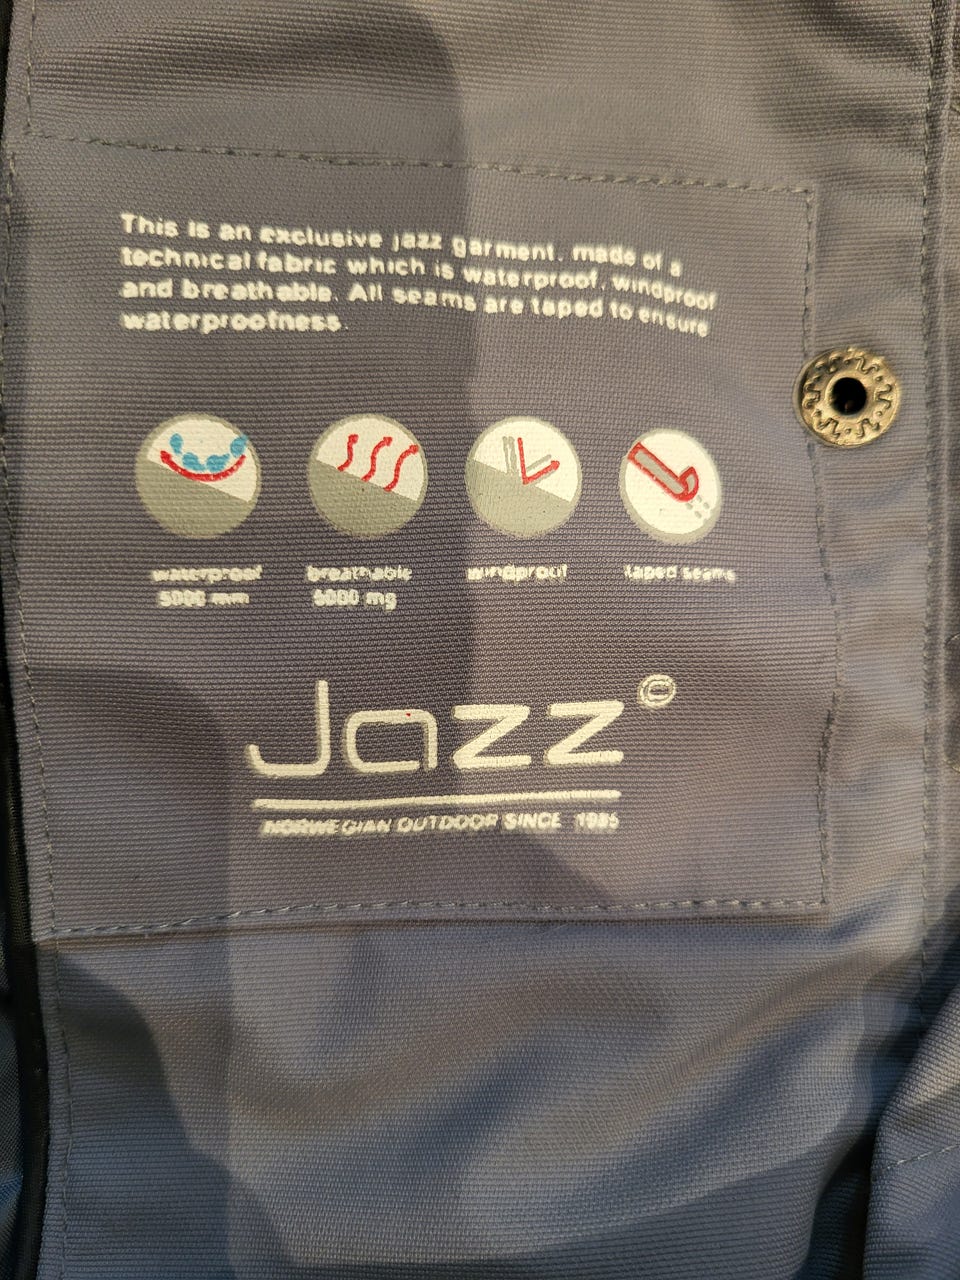 This is an exclusive jazz garment, made of a
technical fabric which is waterproof, windproof
and breathable. All seams are taped to ensure
waterproofness.
waterproof breathable windproof taped seams
5000 mm 5000 mg
Jazz©
NORWEGIAN OUTDOOR SINCE 1985